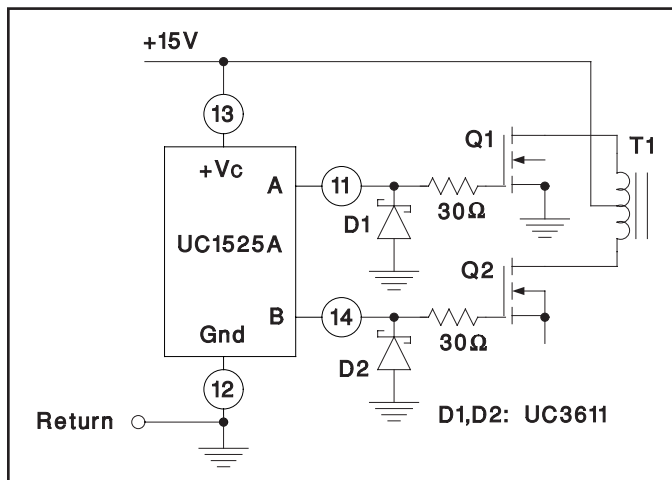 +15V
13
Q1
T1
+Vc
A
11
30Ω
D1
UC1525A
Q2
B
14
30Ω
Gnd
D2
12
Return
D1,D2: UC3611